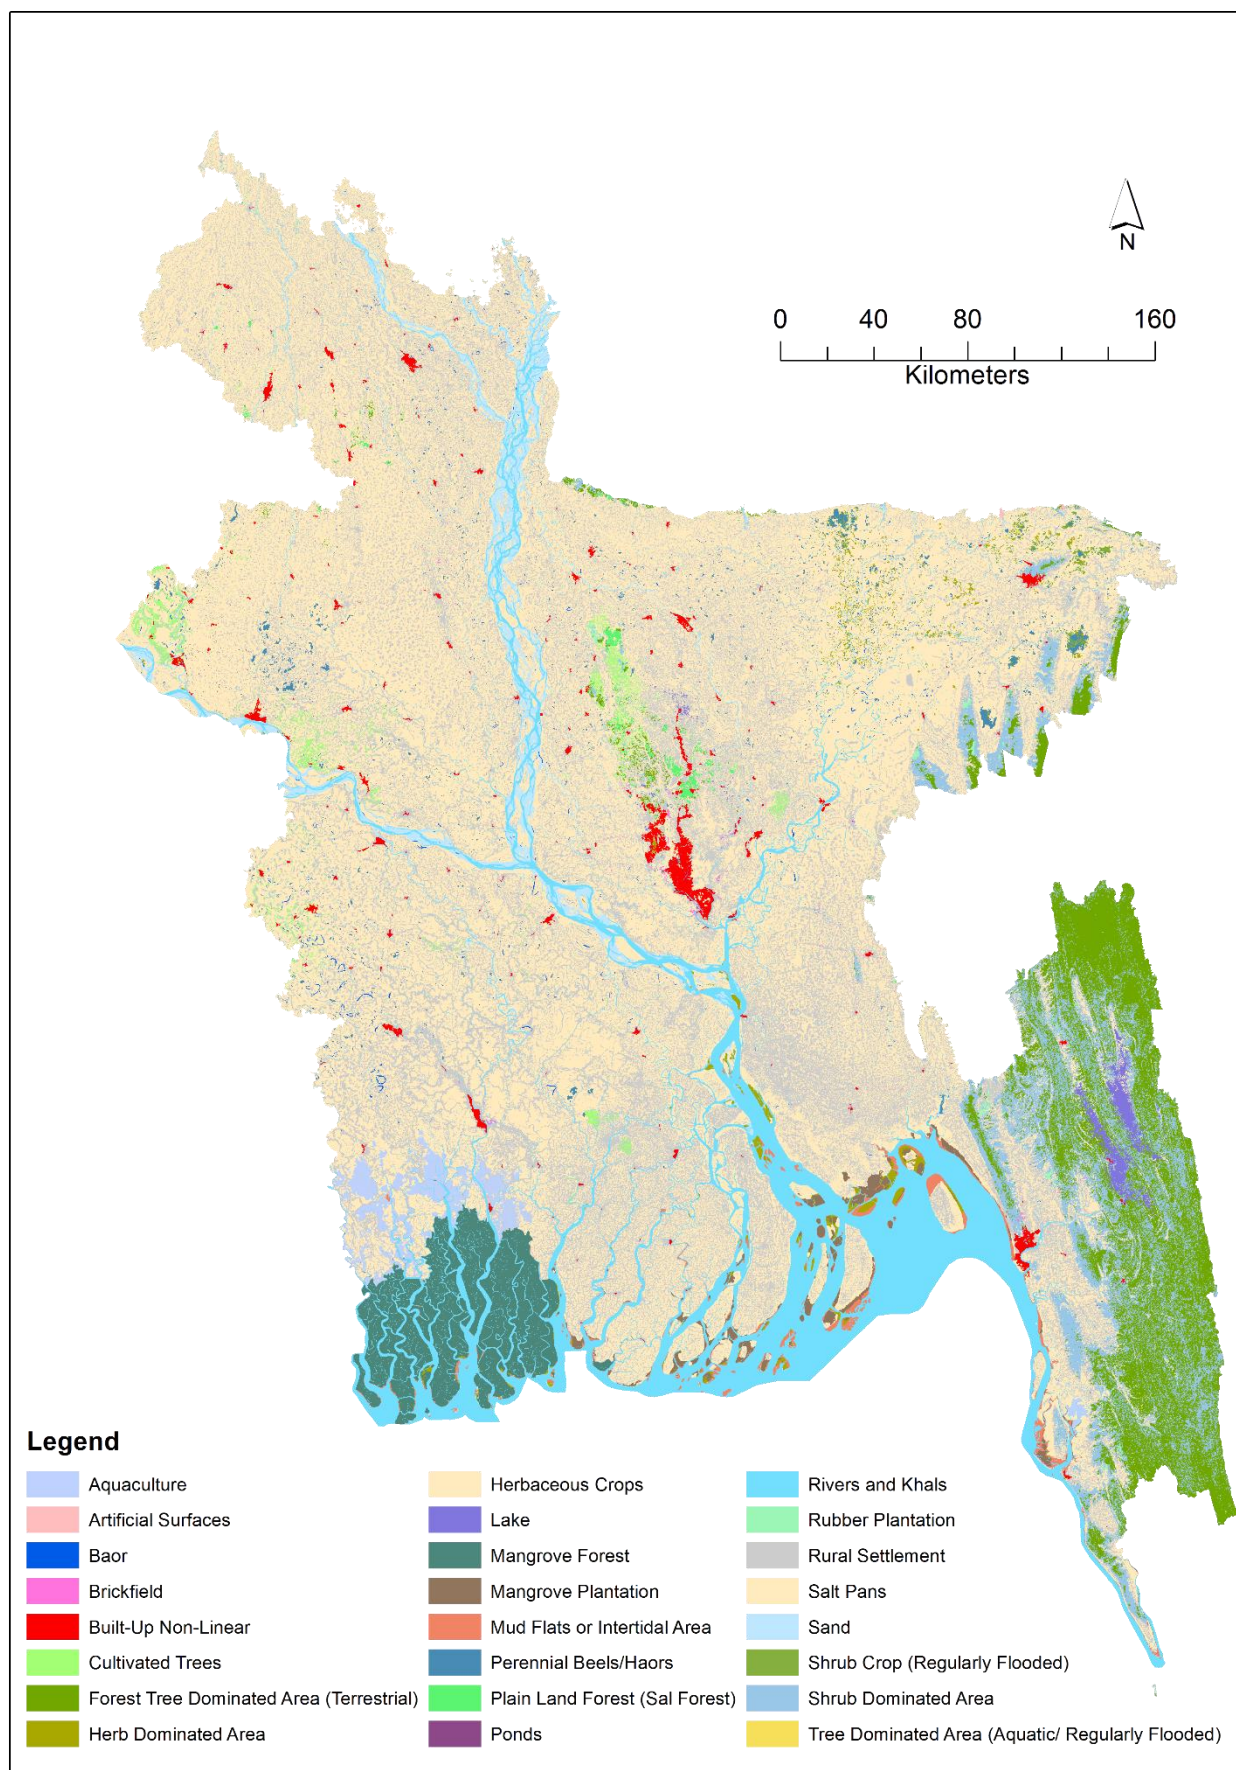 N
0 40 80 160
Kilometers
Legend
Aquaculture
Artificial Surfaces
Baor
Brickfield
Built-Up Non-Linear
Cultivated Trees
Forest Tree Dominated Area (Terrestrial)
Herb Dominated Area
Herbaceous Crops
Lake
Mangrove Forest
Mangrove Plantation
Mud Flats or Intertidal Area
Perennial Beels/Haors
Plain Land Forest (Sal Forest)
Ponds
Rivers and Khals
Rubber Plantation
Rural Settlement
Salt Pans
Sand
Shrub Crop (Regularly Flooded)
Shrub Dominated Area
Tree Dominated Area (Aquatic/ Regularly Flooded)